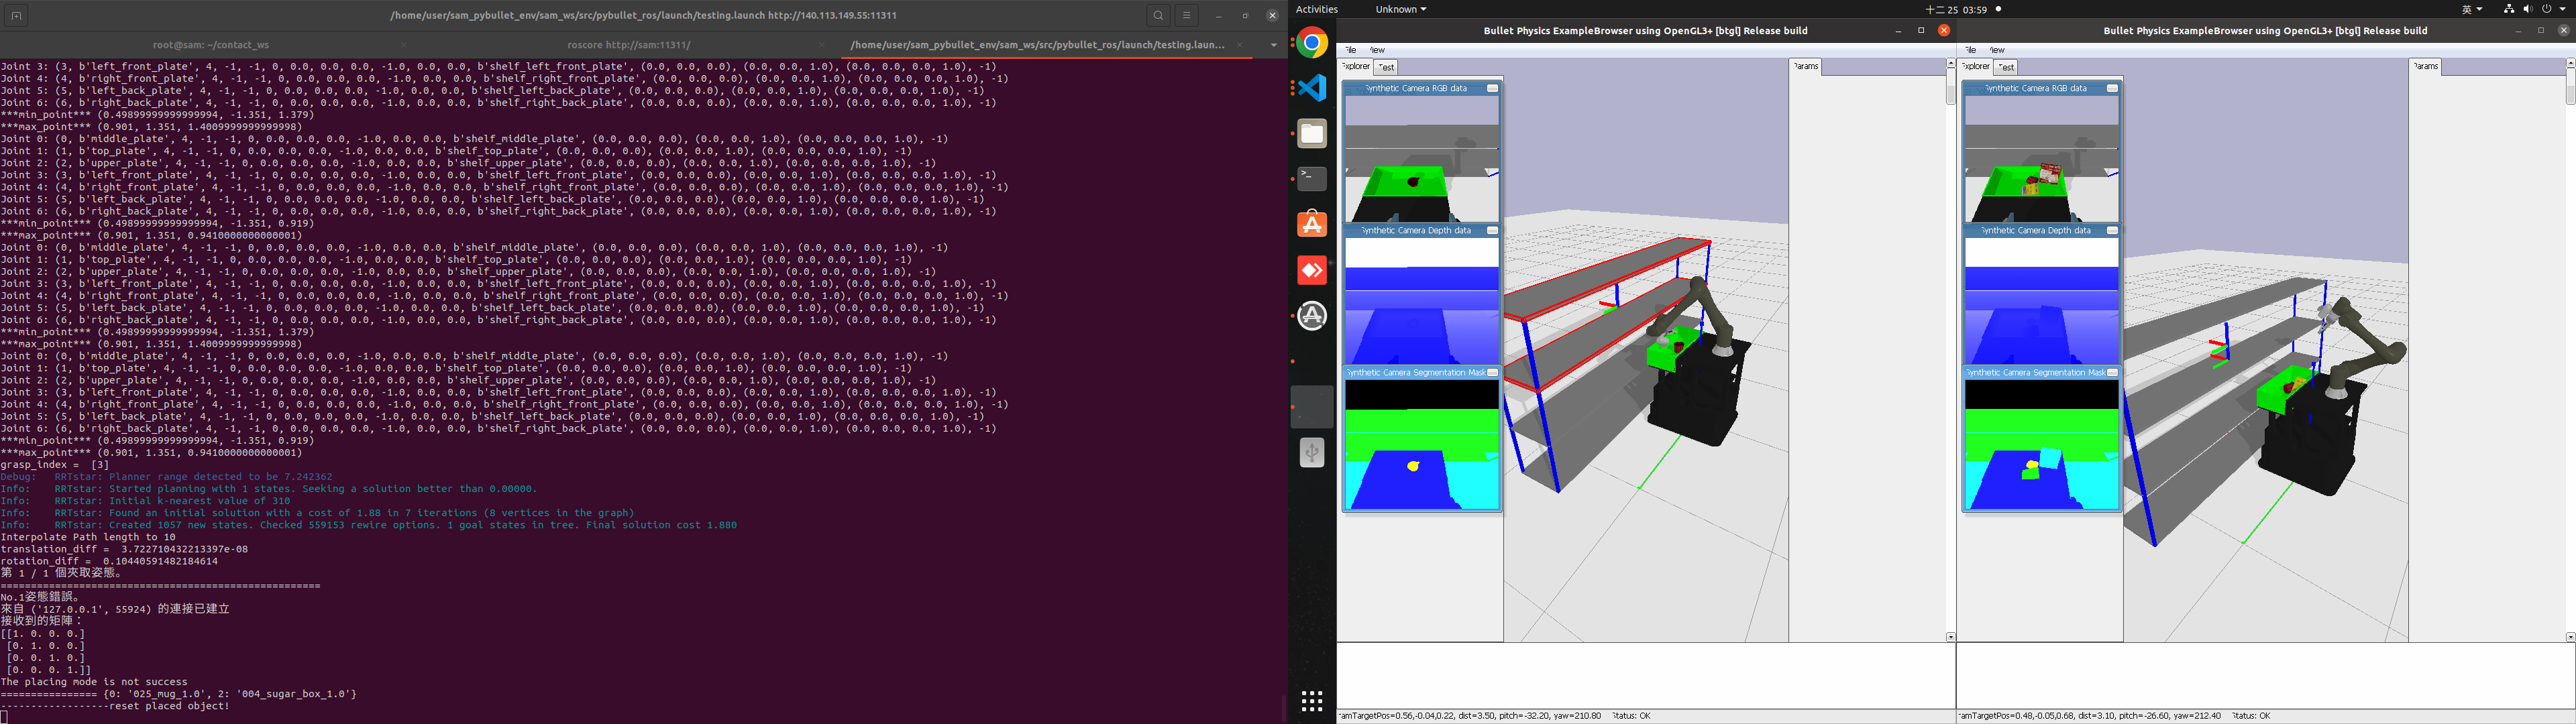 /home/user/sam_pybullet_env/sam_ws/src/pybullet_ros/launch/testing.launch http://140.113.149.55:11311
root@sam: ~/contact_ws
roscore http://sam:11311/
/home/user/sam_pybullet_env/sam_ws/src/pybullet_ros/launch/testing.laun…
Joint 3: (3, b'left_front_plate', 4, -1, -1, 0, 0.0, 0.0, 0.0, -1.0, 0.0, 0.0, b'shelf_left_front_plate', (0.0, 0.0, 0.0), (0.0, 0.0, 0.0), (0.0, 0.0, 0.0, 1.0), -1)
Joint 4: (4, b'right_front_plate', 4, -1, -1, 0, 0.0, 0.0, 0.0, -1.0, 0.0, 0.0, b'shelf_right_front_plate', (0.0, 0.0, 0.0), (0.0, 0.0, 0.0), (0.0, 0.0, 0.0, 1.0), -1)
Joint 5: (5, b'left_back_plate', 4, -1, -1, 0, 0.0, 0.0, 0.0, -1.0, 0.0, 0.0, b'shelf_left_back_plate', (0.0, 0.0, 0.0), (0.0, 0.0, 0.0), (0.0, 0.0, 0.0, 1.0), -1)
Joint 6: (6, b'right_back_plate', 4, -1, -1, 0, 0.0, 0.0, 0.0, -1.0, 0.0, 0.0, b'shelf_right_back_plate', (0.0, 0.0, 0.0), (0.0, 0.0, 0.0), (0.0, 0.0, 0.0, 1.0), -1)
***min_point*** (0.49899999999999994, -1.351, 1.379)
***max_point*** (0.901, 1.351, 1.4009999999999998)
Joint 0: (0, b'middle_plate', 4, -1, -1, 0, 0.0, 0.0, 0.0, -1.0, 0.0, 0.0, b'shelf_middle_plate', (0.0, 0.0, 0.0), (0.0, 0.0, 0.0), (0.0, 0.0, 0.0, 1.0), -1)
Joint 1: (1, b'top_plate', 4, -1, -1, 0, 0.0, 0.0, 0.0, -1.0, 0.0, 0.0, b'shelf_top_plate', (0.0, 0.0, 0.0), (0.0, 0.0, 0.0), (0.0, 0.0, 0.0, 1.0), -1)
Joint 2: (2, b'upper_plate', 4, -1, -1, 0, 0.0, 0.0, 0.0, -1.0, 0.0, 0.0, b'shelf_upper_plate', (0.0, 0.0, 0.0), (0.0, 0.0, 0.0), (0.0, 0.0, 0.0, 1.0), -1)
Joint 3: (3, b'left_front_plate', 4, -1, -1, 0, 0.0, 0.0, 0.0, -1.0, 0.0, 0.0, b'shelf_left_front_plate', (0.0, 0.0, 0.0), (0.0, 0.0, 0.0), (0.0, 0.0, 0.0, 1.0), -1)
Joint 4: (4, b'right_front_plate', 4, -1, -1, 0, 0.0, 0.0, 0.0, -1.0, 0.0, 0.0, b'shelf_right_front_plate', (0.0, 0.0, 0.0), (0.0, 0.0, 0.0), (0.0, 0.0, 0.0, 1.0), -1)
Joint 5: (5, b'left_back_plate', 4, -1, -1, 0, 0.0, 0.0, 0.0, -1.0, 0.0, 0.0, b'shelf_left_back_plate', (0.0, 0.0, 0.0), (0.0, 0.0, 0.0), (0.0, 0.0, 0.0, 1.0), -1)
Joint 6: (6, b'right_back_plate', 4, -1, -1, 0, 0.0, 0.0, 0.0, -1.0, 0.0, 0.0, b'shelf_right_back_plate', (0.0, 0.0, 0.0), (0.0, 0.0, 0.0), (0.0, 0.0, 0.0, 1.0), -1)
***min_point*** (0.49899999999999994, -1.351, 0.919)
***max_point*** (0.901, 1.351, 0.9410000000000001)
Joint 0: (0, b'middle_plate', 4, -1, -1, 0, 0.0, 0.0, 0.0, -1.0, 0.0, 0.0, b'shelf_middle_plate', (0.0, 0.0, 0.0), (0.0, 0.0, 0.0), (0.0, 0.0, 0.0, 1.0), -1)
Joint 1: (1, b'top_plate', 4, -1, -1, 0, 0.0, 0.0, 0.0, -1.0, 0.0, 0.0, b'shelf_top_plate', (0.0, 0.0, 0.0), (0.0, 0.0, 0.0), (0.0, 0.0, 0.0, 1.0), -1)
Joint 2: (2, b'upper_plate', 4, -1, -1, 0, 0.0, 0.0, 0.0, -1.0, 0.0, 0.0, b'shelf_upper_plate', (0.0, 0.0, 0.0), (0.0, 0.0, 0.0), (0.0, 0.0, 0.0, 1.0), -1)
Joint 3: (3, b'left_front_plate', 4, -1, -1, 0, 0.0, 0.0, 0.0, -1.0, 0.0, 0.0, b'shelf_left_front_plate', (0.0, 0.0, 0.0), (0.0, 0.0, 0.0), (0.0, 0.0, 0.0, 1.0), -1)
Joint 4: (4, b'right_front_plate', 4, -1, -1, 0, 0.0, 0.0, 0.0, -1.0, 0.0, 0.0, b'shelf_right_front_plate', (0.0, 0.0, 0.0), (0.0, 0.0, 0.0), (0.0, 0.0, 0.0, 1.0), -1)
Joint 5: (5, b'left_back_plate', 4, -1, -1, 0, 0.0, 0.0, 0.0, -1.0, 0.0, 0.0, b'shelf_left_back_plate', (0.0, 0.0, 0.0), (0.0, 0.0, 0.0), (0.0, 0.0, 0.0, 1.0), -1)
Joint 6: (6, b'right_back_plate', 4, -1, -1, 0, 0.0, 0.0, 0.0, -1.0, 0.0, 0.0, b'shelf_right_back_plate', (0.0, 0.0, 0.0), (0.0, 0.0, 0.0), (0.0, 0.0, 0.0, 1.0), -1)
***min_point*** (0.49899999999999994, -1.351, 1.379)
***max_point*** (0.901, 1.351, 1.4009999999999998)
Joint 0: (0, b'middle_plate', 4, -1, -1, 0, 0.0, 0.0, 0.0, -1.0, 0.0, 0.0, b'shelf_middle_plate', (0.0, 0.0, 0.0), (0.0, 0.0, 0.0), (0.0, 0.0, 0.0, 1.0), -1)
Joint 1: (1, b'top_plate', 4, -1, -1, 0, 0.0, 0.0, 0.0, -1.0, 0.0, 0.0, b'shelf_top_plate', (0.0, 0.0, 0.0), (0.0, 0.0, 0.0), (0.0, 0.0, 0.0, 1.0), -1)
Joint 2: (2, b'upper_plate', 4, -1, -1, 0, 0.0, 0.0, 0.0, -1.0, 0.0, 0.0, b'shelf_upper_plate', (0.0, 0.0, 0.0), (0.0, 0.0, 0.0), (0.0, 0.0, 0.0, 1.0), -1)
Joint 3: (3, b'left_front_plate', 4, -1, -1, 0, 0.0, 0.0, 0.0, -1.0, 0.0, 0.0, b'shelf_left_front_plate', (0.0, 0.0, 0.0), (0.0, 0.0, 0.0), (0.0, 0.0, 0.0, 1.0), -1)
Joint 4: (4, b'right_front_plate', 4, -1, -1, 0, 0.0, 0.0, 0.0, -1.0, 0.0, 0.0, b'shelf_right_front_plate', (0.0, 0.0, 0.0), (0.0, 0.0, 0.0), (0.0, 0.0, 0.0, 1.0), -1)
Joint 5: (5, b'left_back_plate', 4, -1, -1, 0, 0.0, 0.0, 0.0, -1.0, 0.0, 0.0, b'shelf_left_back_plate', (0.0, 0.0, 0.0), (0.0, 0.0, 0.0), (0.0, 0.0, 0.0, 1.0), -1)
Joint 6: (6, b'right_back_plate', 4, -1, -1, 0, 0.0, 0.0, 0.0, -1.0, 0.0, 0.0, b'shelf_right_back_plate', (0.0, 0.0, 0.0), (0.0, 0.0, 0.0), (0.0, 0.0, 0.0, 1.0), -1)
***min_point*** (0.49899999999999994, -1.351, 0.919)
***max_point*** (0.901, 1.351, 0.9410000000000001)
grasp_index =  [3]
Debug:   RRTstar: Planner range detected to be 7.242362
Info:    RRTstar: Started planning with 1 states. Seeking a solution better than 0.00000.
Info:    RRTstar: Initial k-nearest value of 310
Info:    RRTstar: Found an initial solution with a cost of 1.88 in 7 iterations (8 vertices in the graph)
Info:    RRTstar: Created 1057 new states. Checked 559153 rewire options. 1 goal states in tree. Final solution cost 1.880
Interpolate Path length to 10
translation_diff =  3.722710432213397e-08
rotation_diff =  0.10440591482184614
第 1 / 1 個夾取姿態。
======================================================
No.1姿態錯誤。
來自 ('127.0.0.1', 55924) 的連接已建立
接收到的矩陣：
[[1. 0. 0. 0.]
[0. 1. 0. 0.]
[0. 0. 1. 0.]
[0. 0. 0. 1.]]
The placing mode is not success
================ {0: '025_mug_1.0', 2: '004_sugar_box_1.0'}
------------------reset placed object!
Activities
Unknown
十二 25 03:59
英
Bullet Physics ExampleBrowser using OpenGL3+ [btgl] Release build
File View
Explorer Test
Params
Synthetic Camera RGB data
Synthetic Camera Depth data
Synthetic Camera Segmentation Mask
camTargetPos=0.56,-0.04,0.22, dist=3.50, pitch=-32.20, yaw=210.80 Status: OK
Bullet Physics ExampleBrowser using OpenGL3+ [btgl] Release build
File View
Explorer Test
Params
Synthetic Camera RGB data
Synthetic Camera Depth data
Synthetic Camera Segmentation Mask
camTargetPos=0.48,-0.05,0.68, dist=3.10, pitch=-26.60, yaw=212.40 Status: OK